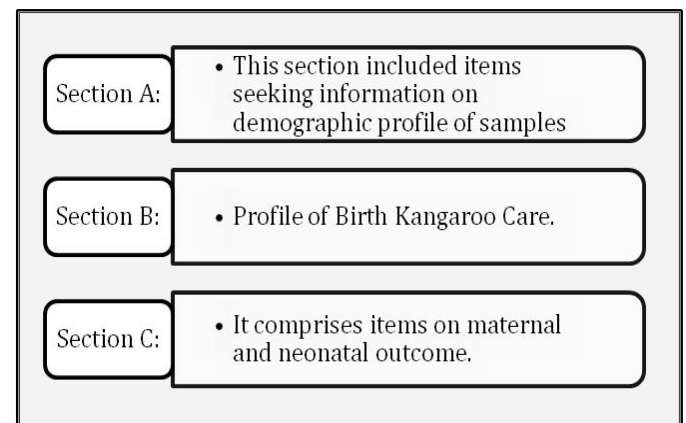 Section A:
• This section included items
seeking information on
demographic profile of samples
Section B:
• Profile of Birth Kangaroo Care.
Section C:
• It comprises items on maternal
and neonatal outcome.